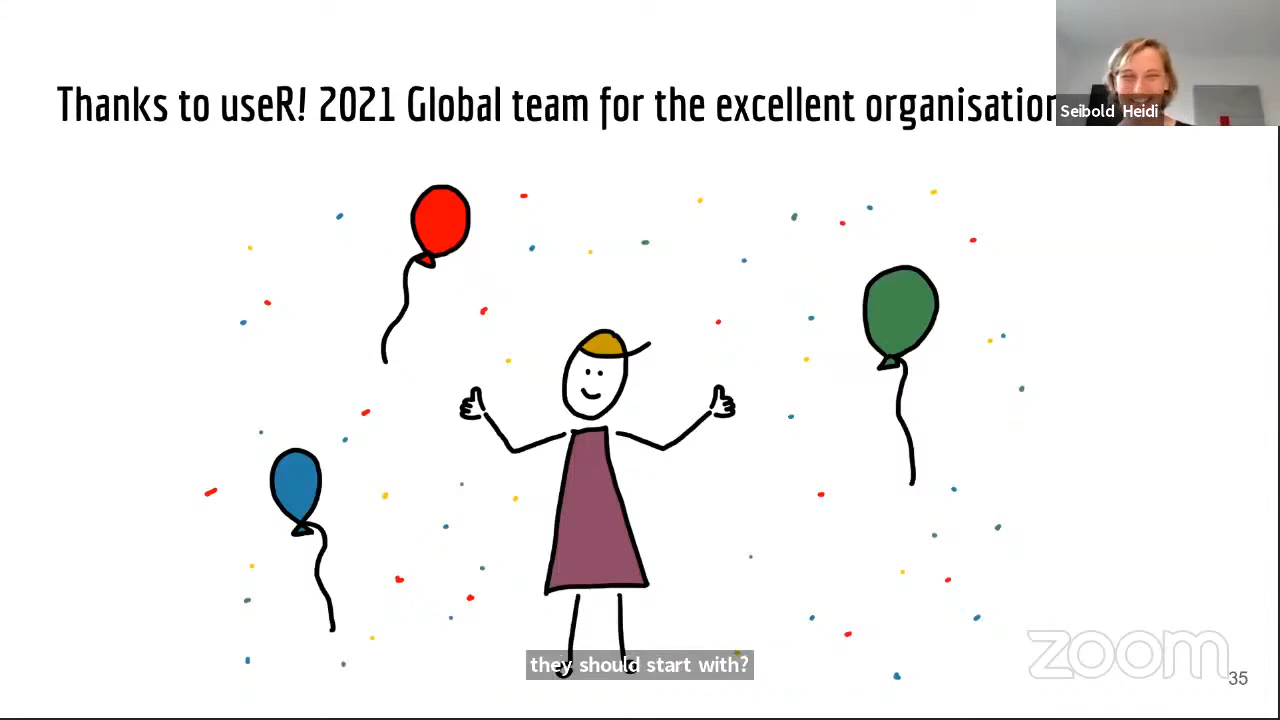 Thanks to useR! 2021 Global team for the excellent organisation
Seibold Heidi
they should start with?
zoom
35